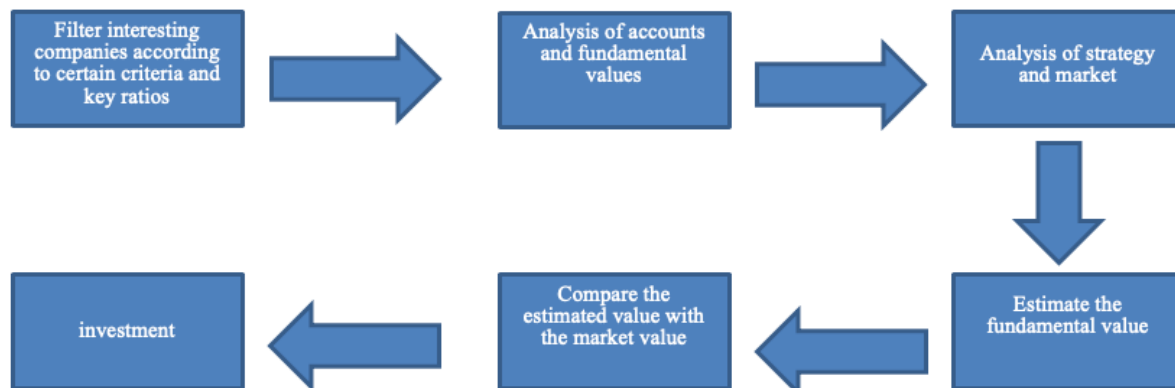 Filter interesting
companies according
to certain criteria and
key ratios
Analysis of accounts
and fundamental
values
Analysis of strategy
and market
Estimate the
fundamental value
Compare the
estimated value with
the market value
investment